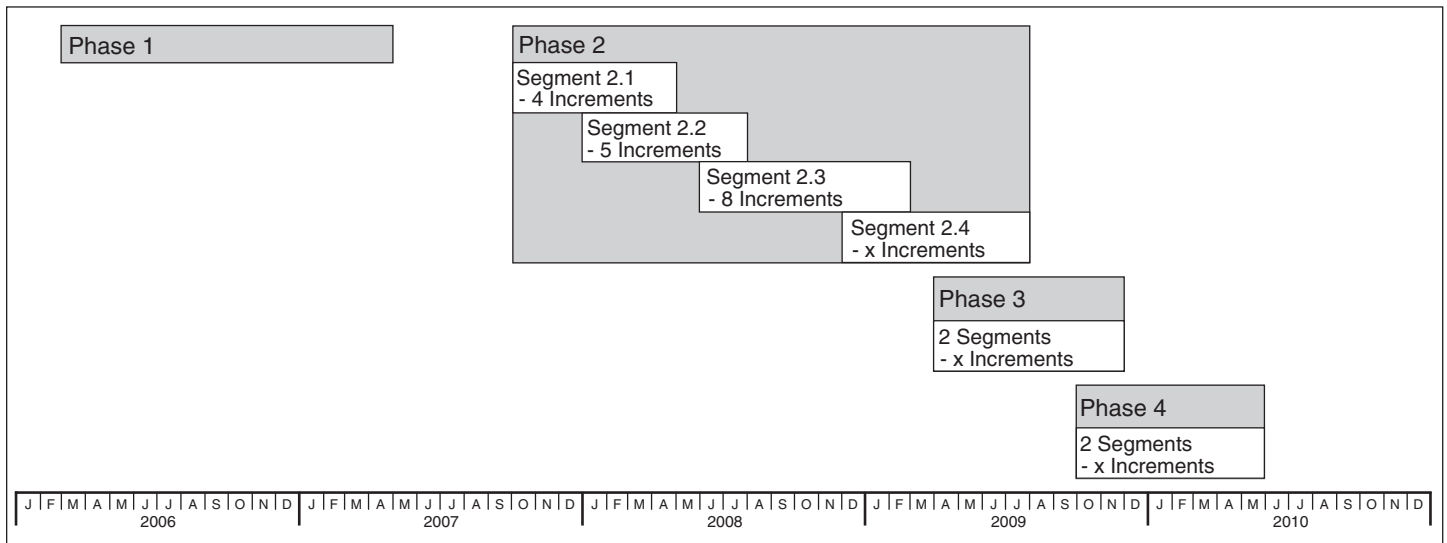 Phase 1
Phase 2
Segment 2.1
- 4 Increments
Segment 2.2
- 5 Increments
Segment 2.3
- 8 Increments
Segment 2.4
- x Increments
Phase 3
2 Segments
- x Increments
Phase 4
2 Segments
- x Increments
J F M A M J J A S O N D J F M A M J J A S O N D J F M A M J J A S O N D J F M A M J J A S O N D J F M A M J J A S O N D
2006 2007 2008 2009 2010